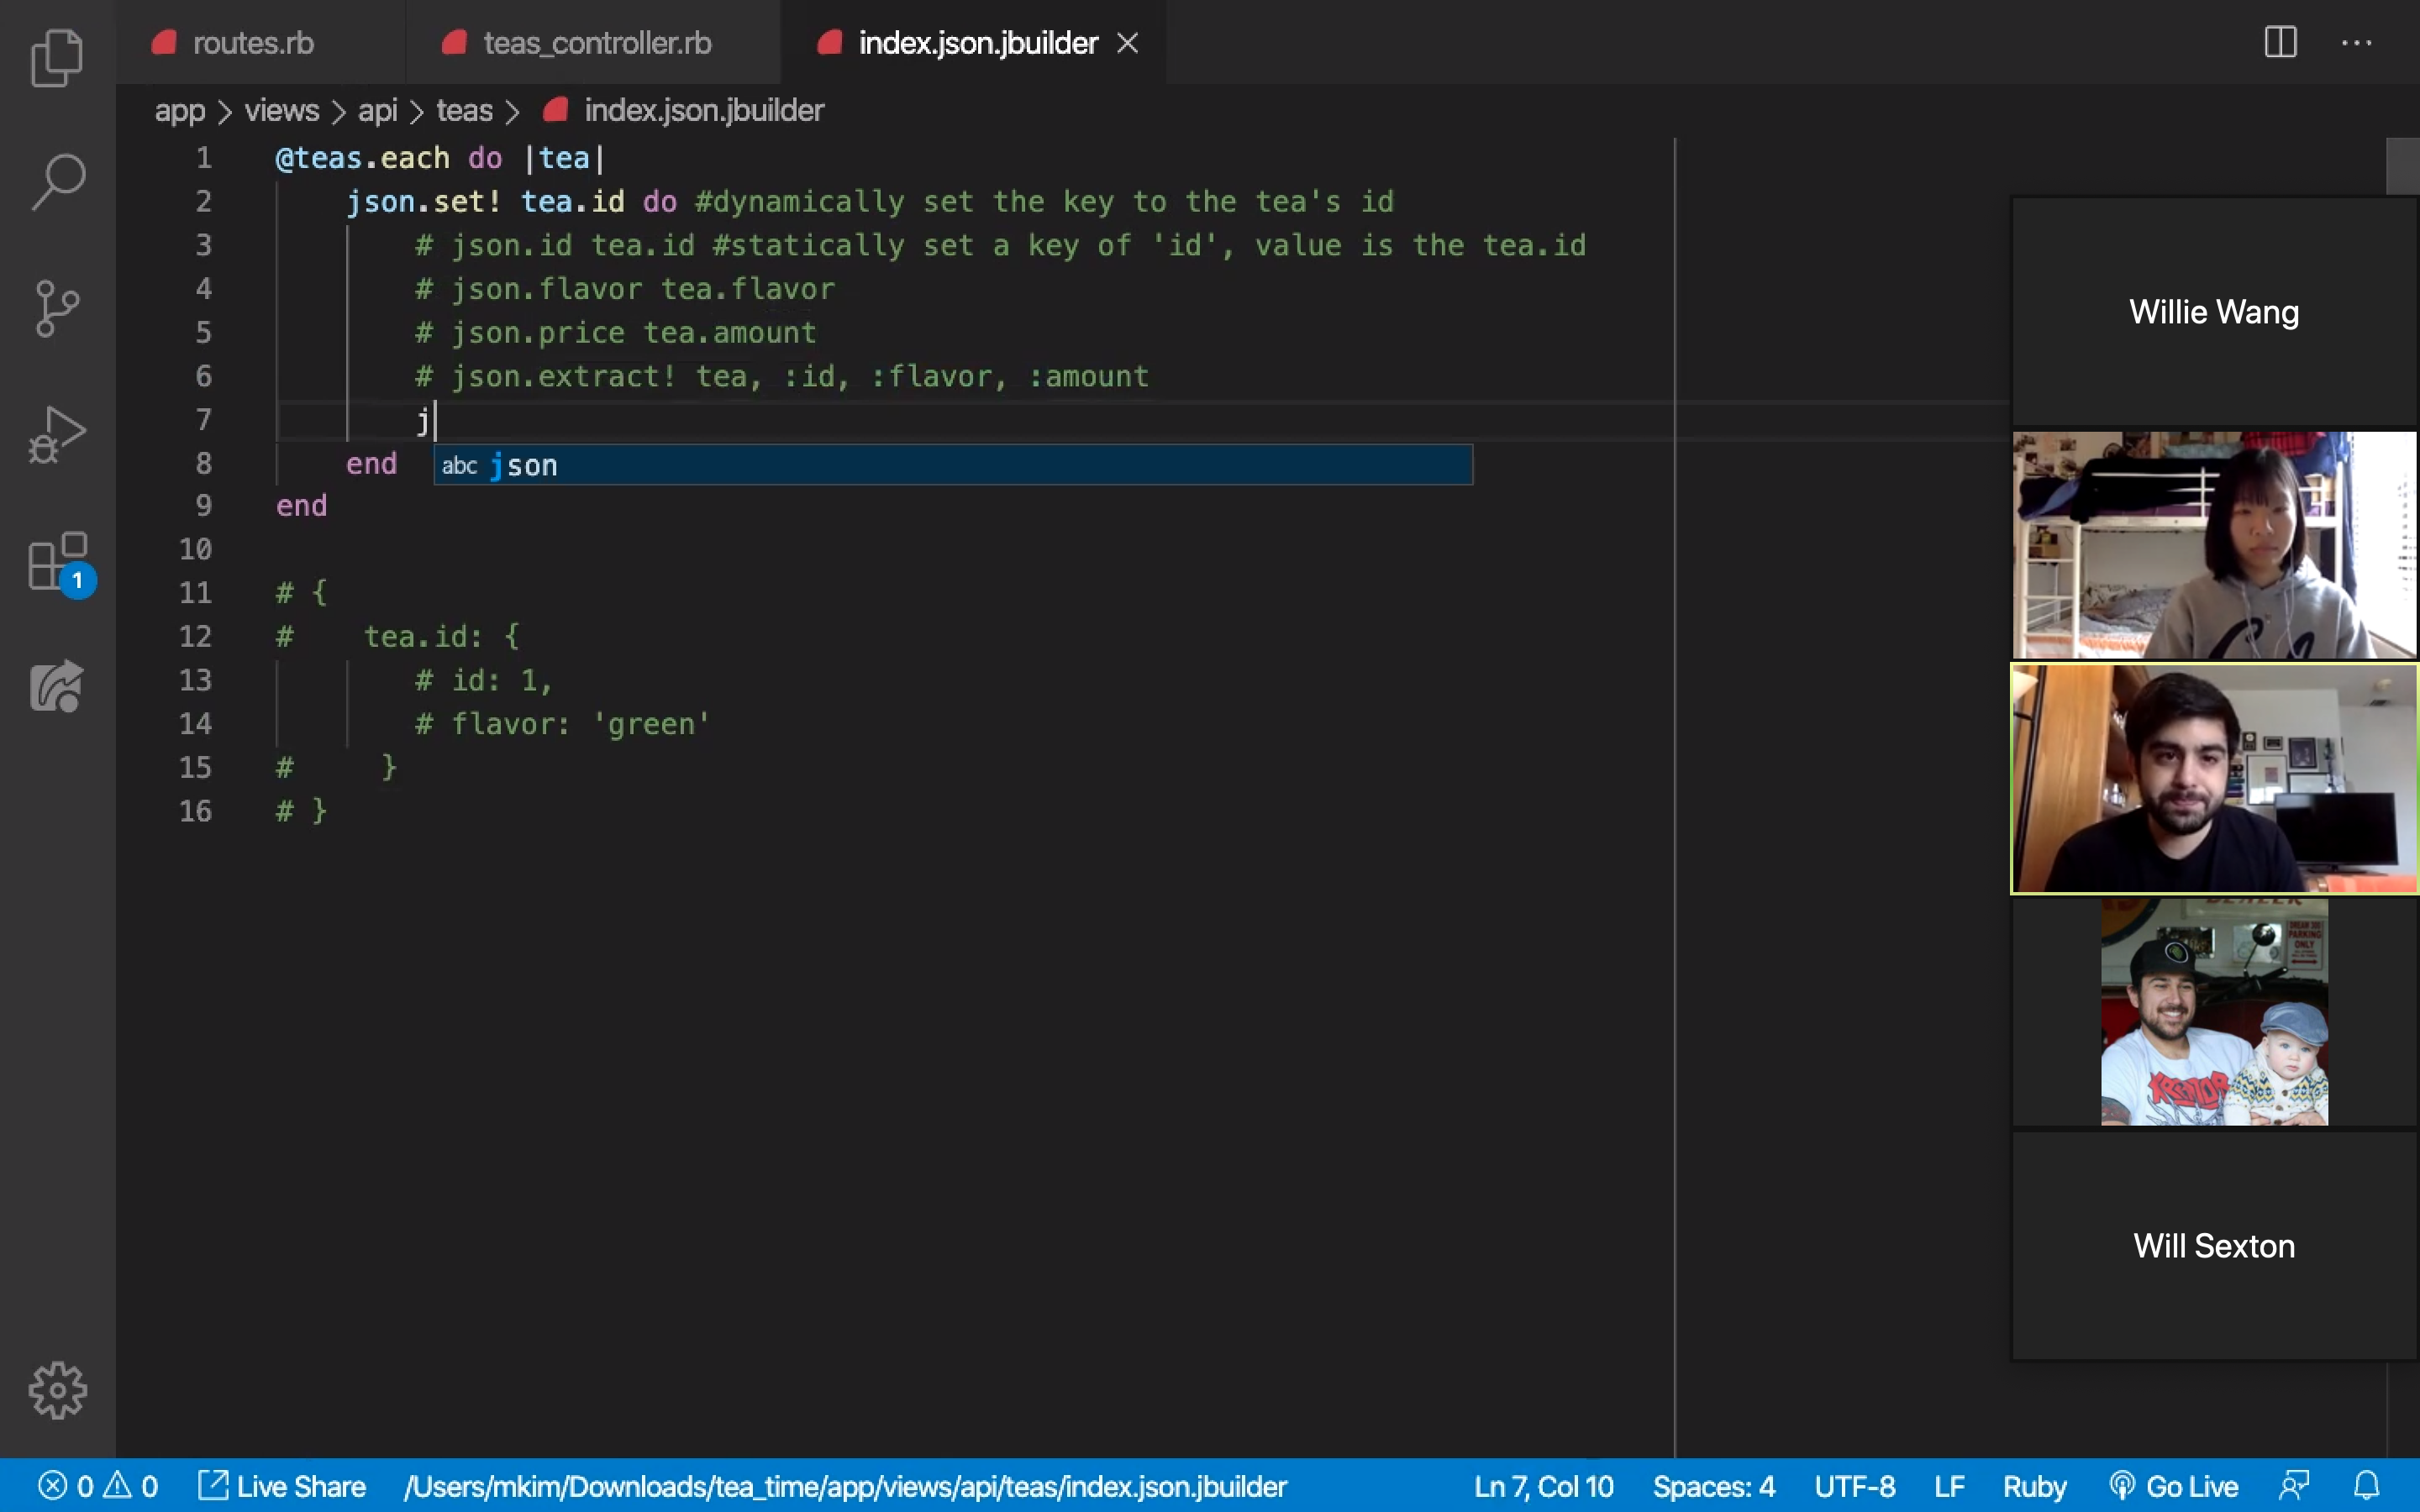 routes.rb
teas_controller.rb
index.json.jbuilder
app > views > api > teas > index.json.jbuilder
1 @teas.each do |tea|
2 json.set! tea.id do #dynamically set the key to the tea's id
3 # json.id tea.id #statically set a key of 'id', value is the tea.id
4 # json.flavor tea.flavor
5 # json.price tea.amount
6 # json.extract! tea, :id, :flavor, :amount
7 j
abc json
8 end
9 end
10
11 # {
12 # tea.id: {
13 # id: 1,
14 # flavor: 'green'
15 # }
16 # }
1
Willie Wang
PARKING
ONLY
KREATOR
Will Sexton
0 0 Live Share /Users/mkim/Downloads/tea_time/app/views/api/teas/index.json.jbuilder Ln 7, Col 10 Spaces: 4 UTF-8 LF Ruby Go Live